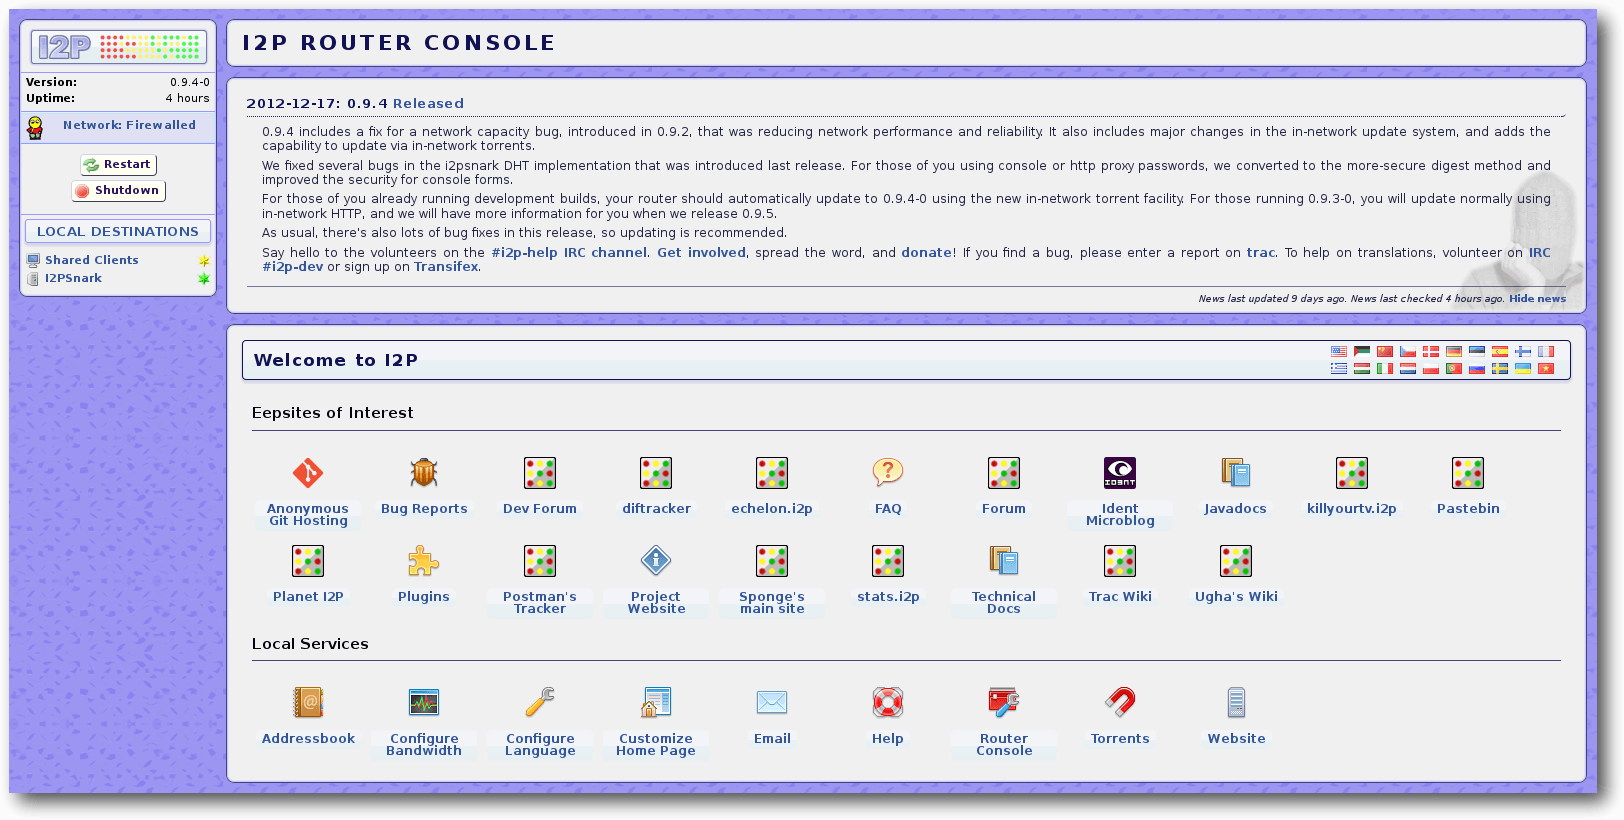 I2P
I2P ROUTER CONSOLE
Version: 0.9.4-0
Uptime: 4 hours
Network: Firewalled
Restart
Shutdown
LOCAL DESTINATIONS
Shared Clients
I2PSnark
2012-12-17: 0.9.4 Released
0.9.4 includes a fix for a network capacity bug, introduced in 0.9.2, that was reducing network performance and reliability. It also includes major changes in the in-network update system, and adds the
capability to update via in-network torrents.
We fixed several bugs in the i2psnark DHT implementation that was introduced last release. For those of you using console or http proxy passwords, we converted to the more-secure digest method and
improved the security for console forms.
For those of you already running development builds, your router should automatically update to 0.9.4-0 using the new in-network torrent facility. For those running 0.9.3-0, you will update normally using
in-network HTTP, and we will have more information for you when we release 0.9.5.
As usual, there's also lots of bug fixes in this release, so updating is recommended.
Say hello to the volunteers on the #i2p-help IRC channel. Get involved, spread the word, and donate! If you find a bug, please enter a report on trac. To help on translations, volunteer on IRC
#i2p-dev or sign up on Transifex.
News last updated 9 days ago. News last checked 4 hours ago. Hide news
Welcome to I2P
Eepsites of Interest
Anonymous Git Hosting
Bug Reports
Dev Forum
diftracker
echelon.i2p
FAQ
Forum
ID3NT
Ident Microblog
Javadocs
killyourtv.i2p
Pastebin
Planet I2P
Plugins
Postman's Tracker
Project Website
Sponge's main site
stats.i2p
Technical Docs
Trac Wiki
Ugha's Wiki
Local Services
Addressbook
Configure Bandwidth
Configure Language
Customize Home Page
Email
Help
Router Console
Torrents
Website